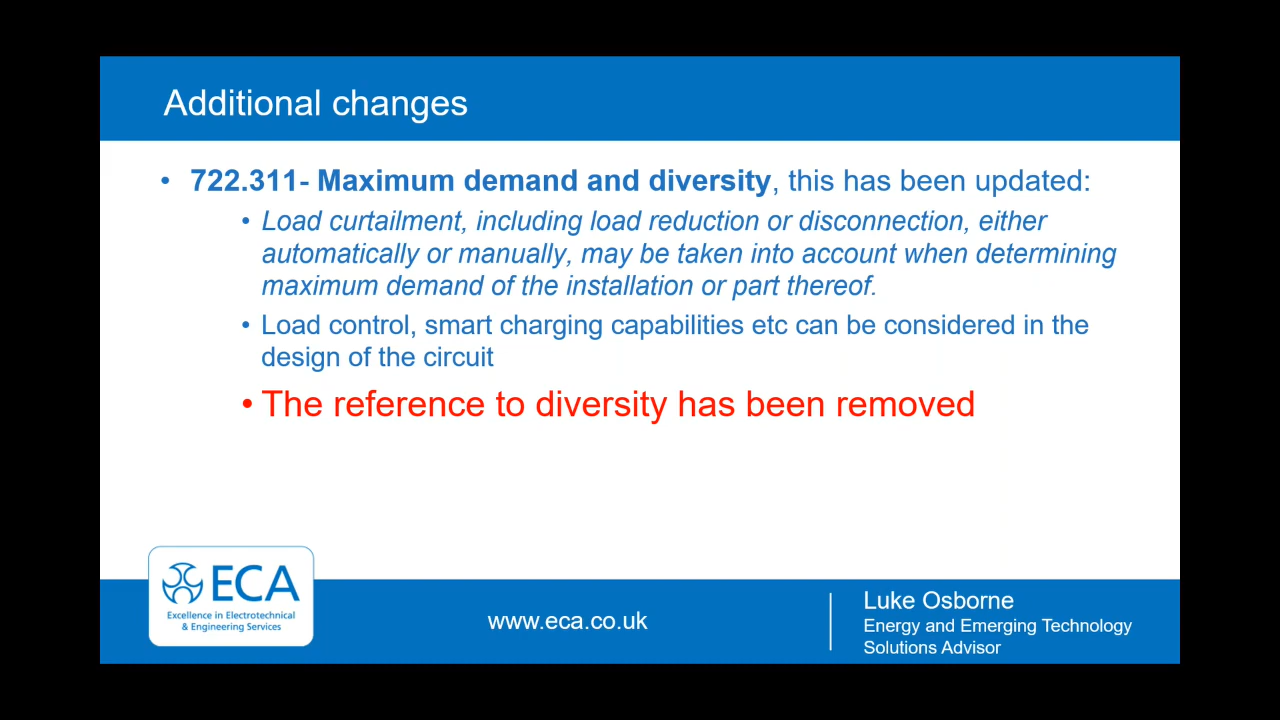 Additional changes
• 722.311- Maximum demand and diversity, this has been updated:
• Load curtailment, including load reduction or disconnection, either
automatically or manually, may be taken into account when determining
maximum demand of the installation or part thereof.
• Load control, smart charging capabilities etc can be considered in the
design of the circuit
• The reference to diversity has been removed
ECA
Excellence in Electrotechnical
& Engineering Services
www.eca.co.uk
Luke Osborne
Energy and Emerging Technology
Solutions Advisor